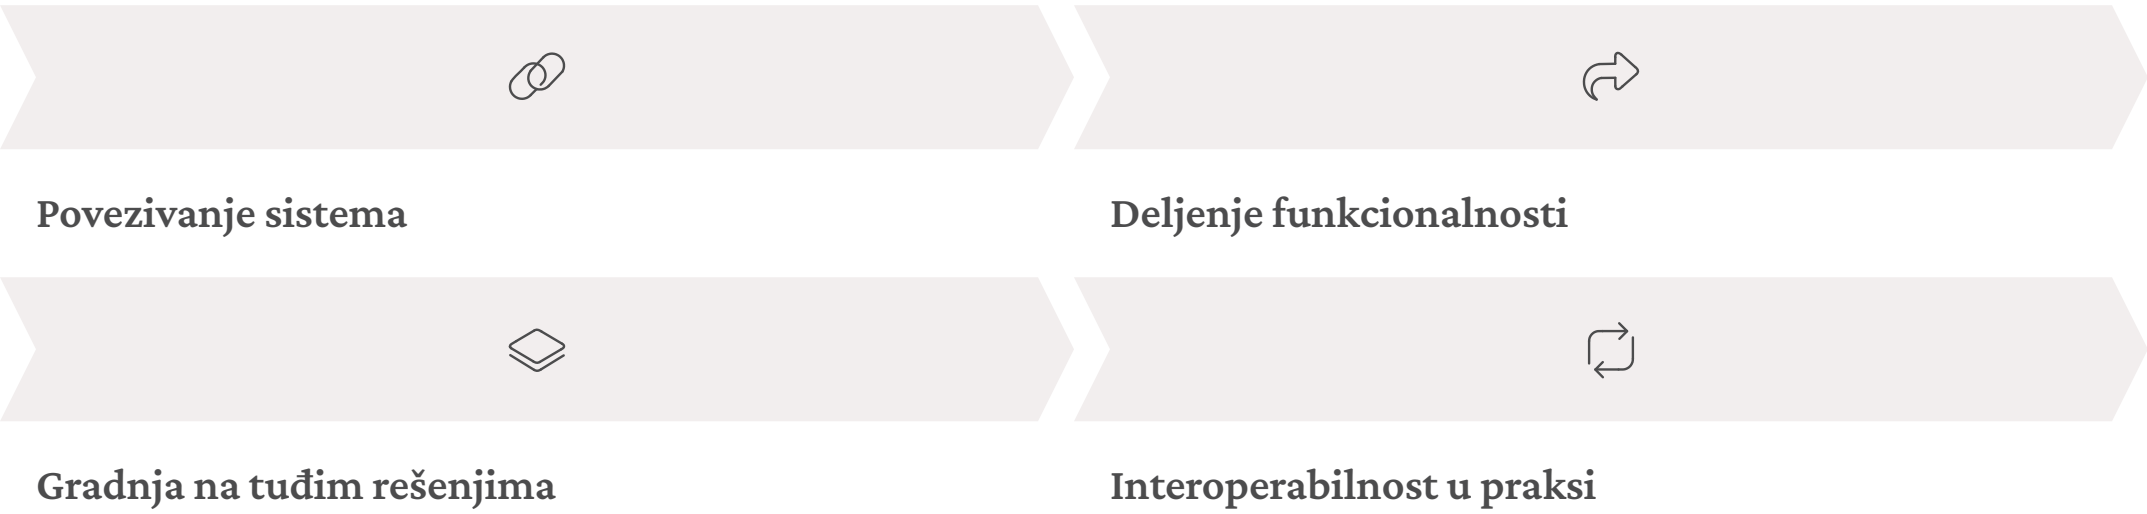 Povezivanje sistema
Deljenje funkcionalnosti
Gradnja na tuđim rešenjima
Interoperabilnost u praksi